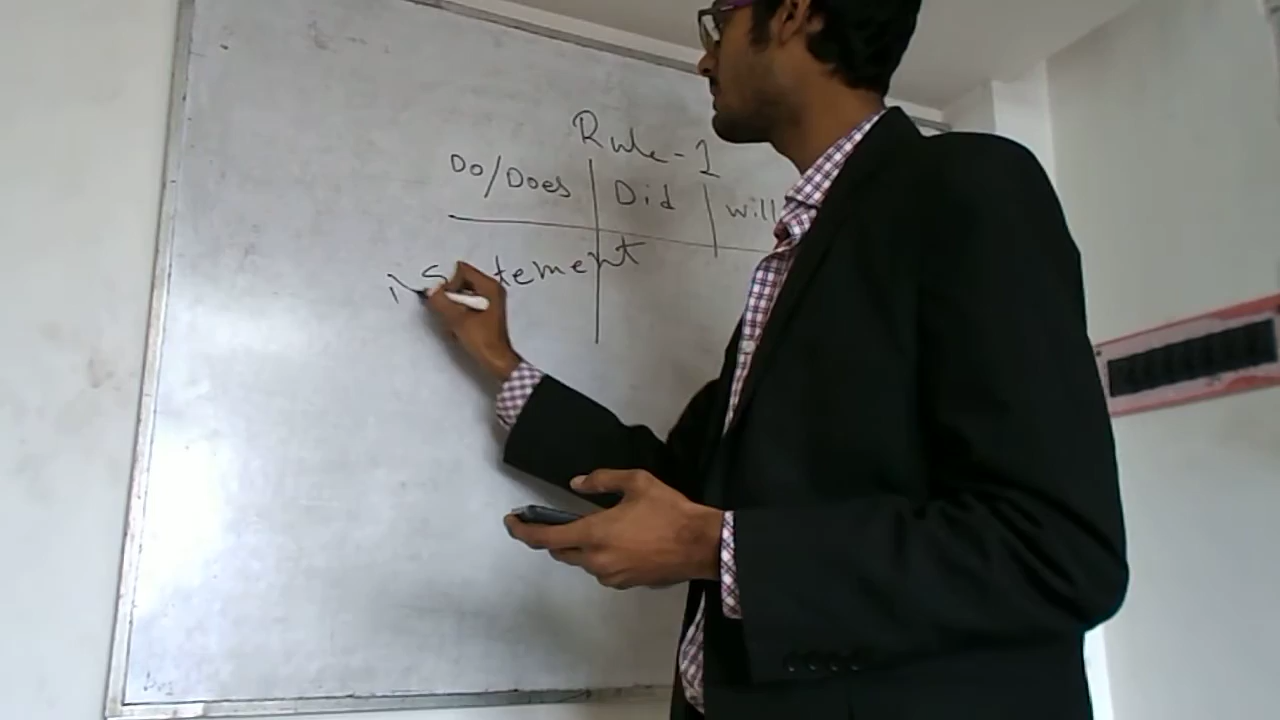 Rule-1
Do/Does | Did | will
Statement